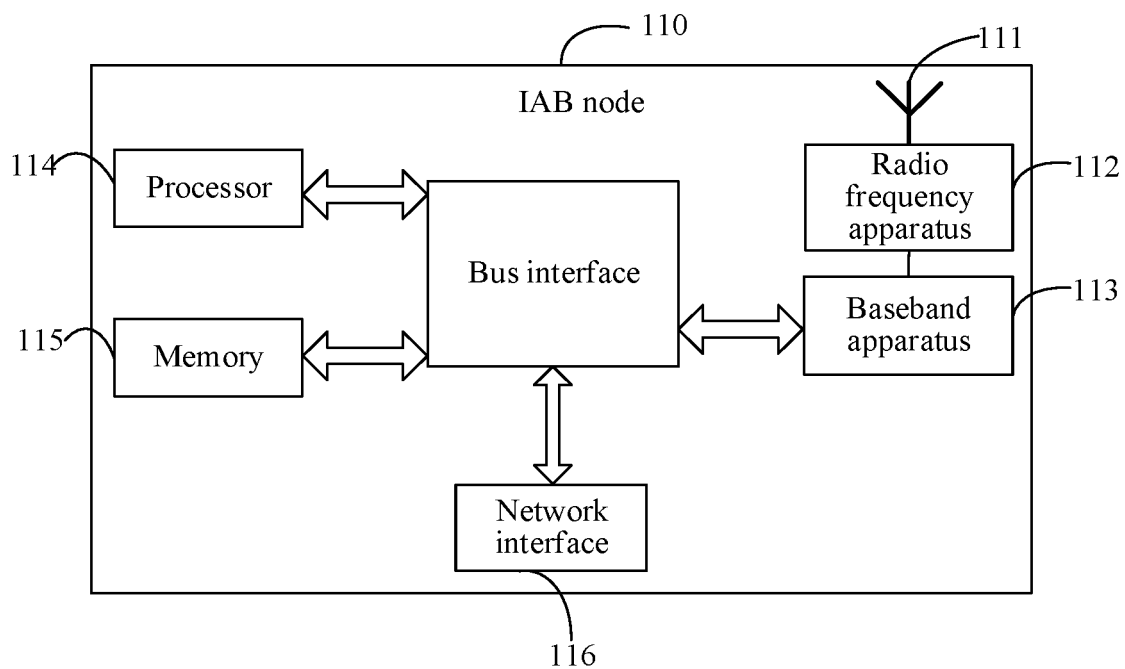 110
111
IAB node
114
Processor
Radio
frequency
apparatus
112
Bus interface
115
Memory
Baseband
apparatus
113
Network
interface
116